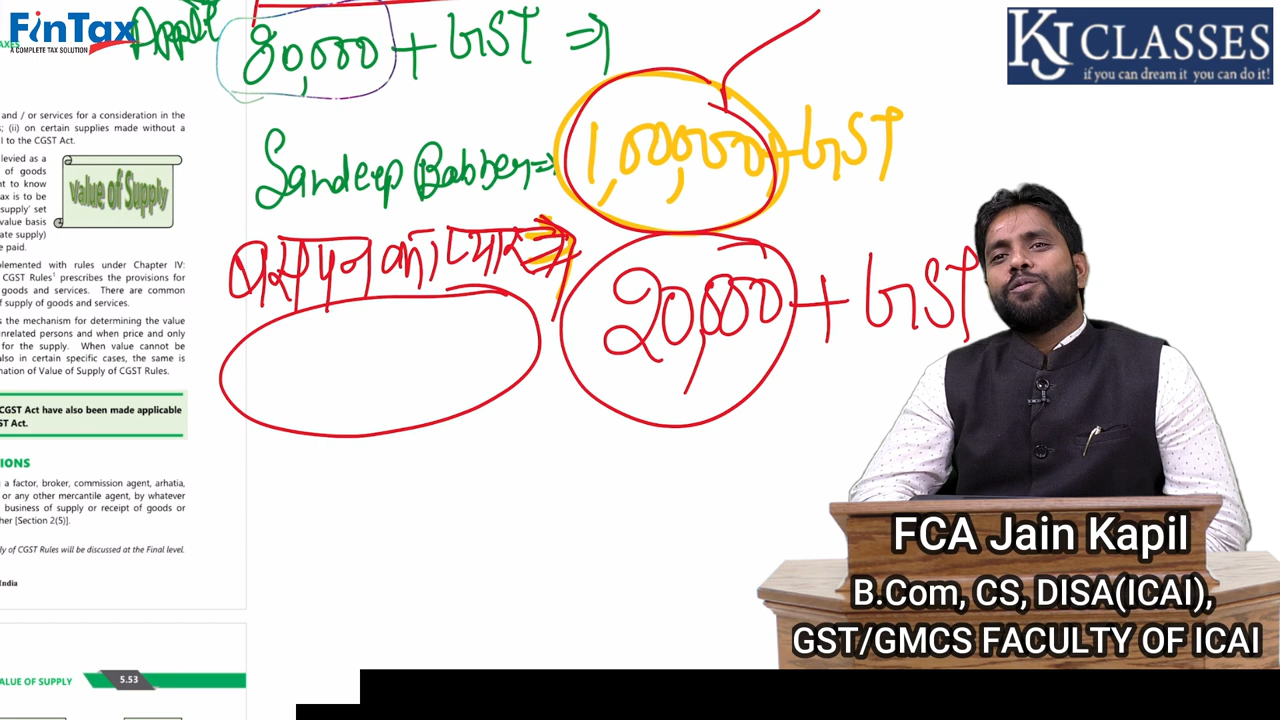 FinTax
A COMPLETE TAX SOLUTION
KJ CLASSES
if you can dream it you can do it!
80,000 + GST ⇒
Sandeep Babber ⇒ 1,00,000 + GST
बचपन का प्यार ⇒ 20,000 + GST
and / or services for a consideration in the
; (ii) on certain supplies made without a
I to the CGST Act.
levied as a
of goods
nt to know
ax is to be
supply' set
value basis
ate supply)
e paid.
Value of Supply
plemented with rules under Chapter IV:
CGST Rules¹ prescribes the provisions for
goods and services. There are common
f supply of goods and services.
s the mechanism for determining the value
unrelated persons and when price and only
for the supply. When value cannot be
also in certain specific cases, the same is
nation of Value of Supply of CGST Rules.
CGST Act have also been made applicable
ST Act.
IONS
g a factor, broker, commission agent, arhatia,
or any other mercantile agent, by whatever
business of supply or receipt of goods or
her [Section 2(5)].
dy of CGST Rules will be discussed at the Final level.
India
ALUE OF SUPPLY 5.53
FCA Jain Kapil
B.Com, CS, DISA(ICAI),
GST/GMCS FACULTY OF ICAI